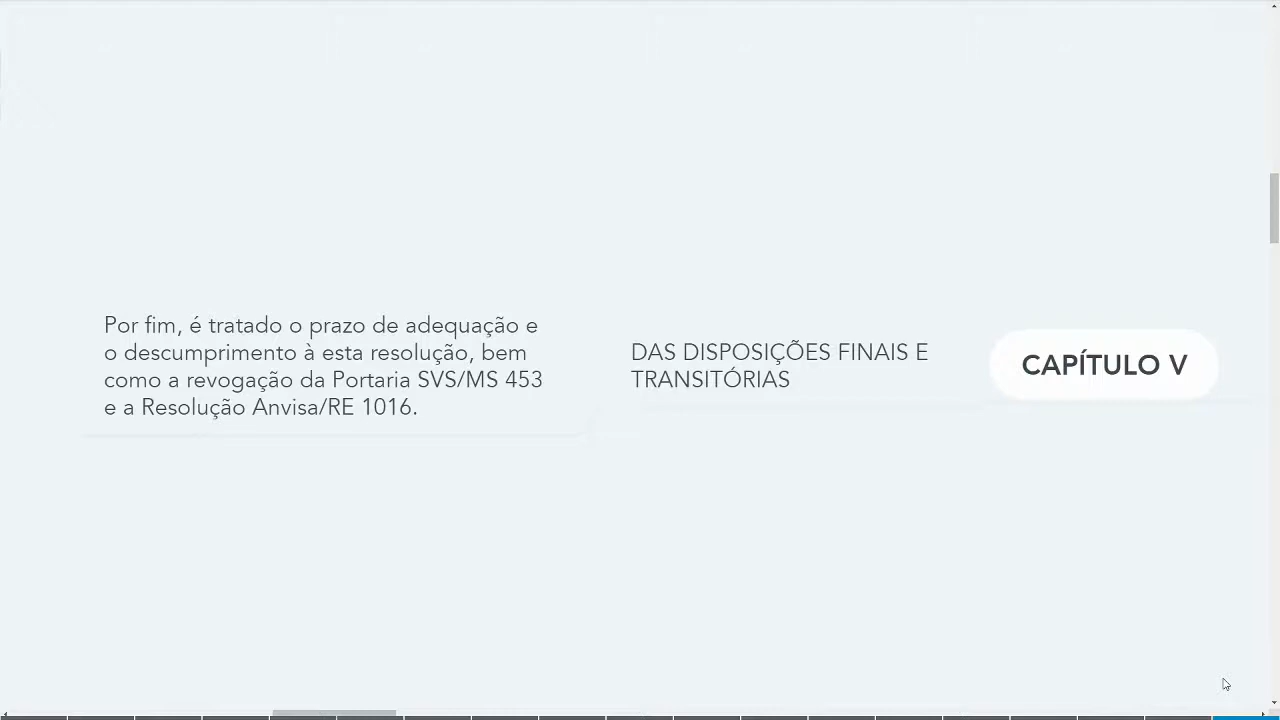 Por fim, é tratado o prazo de adequação e
o descumprimento à esta resolução, bem
como a revogação da Portaria SVS/MS 453
e a Resolução Anvisa/RE 1016.
DAS DISPOSIÇÕES FINAIS E
TRANSITÓRIAS
CAPÍTULO V